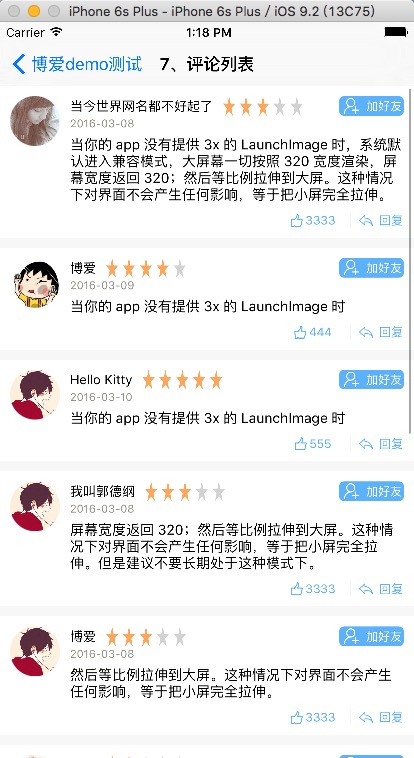 iPhone 6s Plus - iPhone 6s Plus / iOS 9.2 (13C75)
Carrier 1:18 PM
博爱demo测试 7、评论列表
当今世界网名都不好起了 加好友
2016-03-08
当你的 app 没有提供 3x 的 LaunchImage 时，系统默
认进入兼容模式，大屏幕一切按照 320 宽度渲染，屏
幕宽度返回 320；然后等比例拉伸到大屏。这种情况
下对界面不会产生任何影响，等于把小屏完全拉伸。
3333 回复
博爱 加好友
2016-03-09
当你的 app 没有提供 3x 的 LaunchImage 时
444 回复
Hello Kitty 加好友
2016-03-10
当你的 app 没有提供 3x 的 LaunchImage 时
555 回复
我叫郭德纲 加好友
2016-03-08
屏幕宽度返回 320；然后等比例拉伸到大屏。这种情
况下对界面不会产生任何影响，等于把小屏完全拉
伸。但是建议不要长期处于这种模式下。
3333 回复
博爱 加好友
2016-03-08
然后等比例拉伸到大屏。这种情况下对界面不会产生
任何影响，等于把小屏完全拉伸。
3333 回复